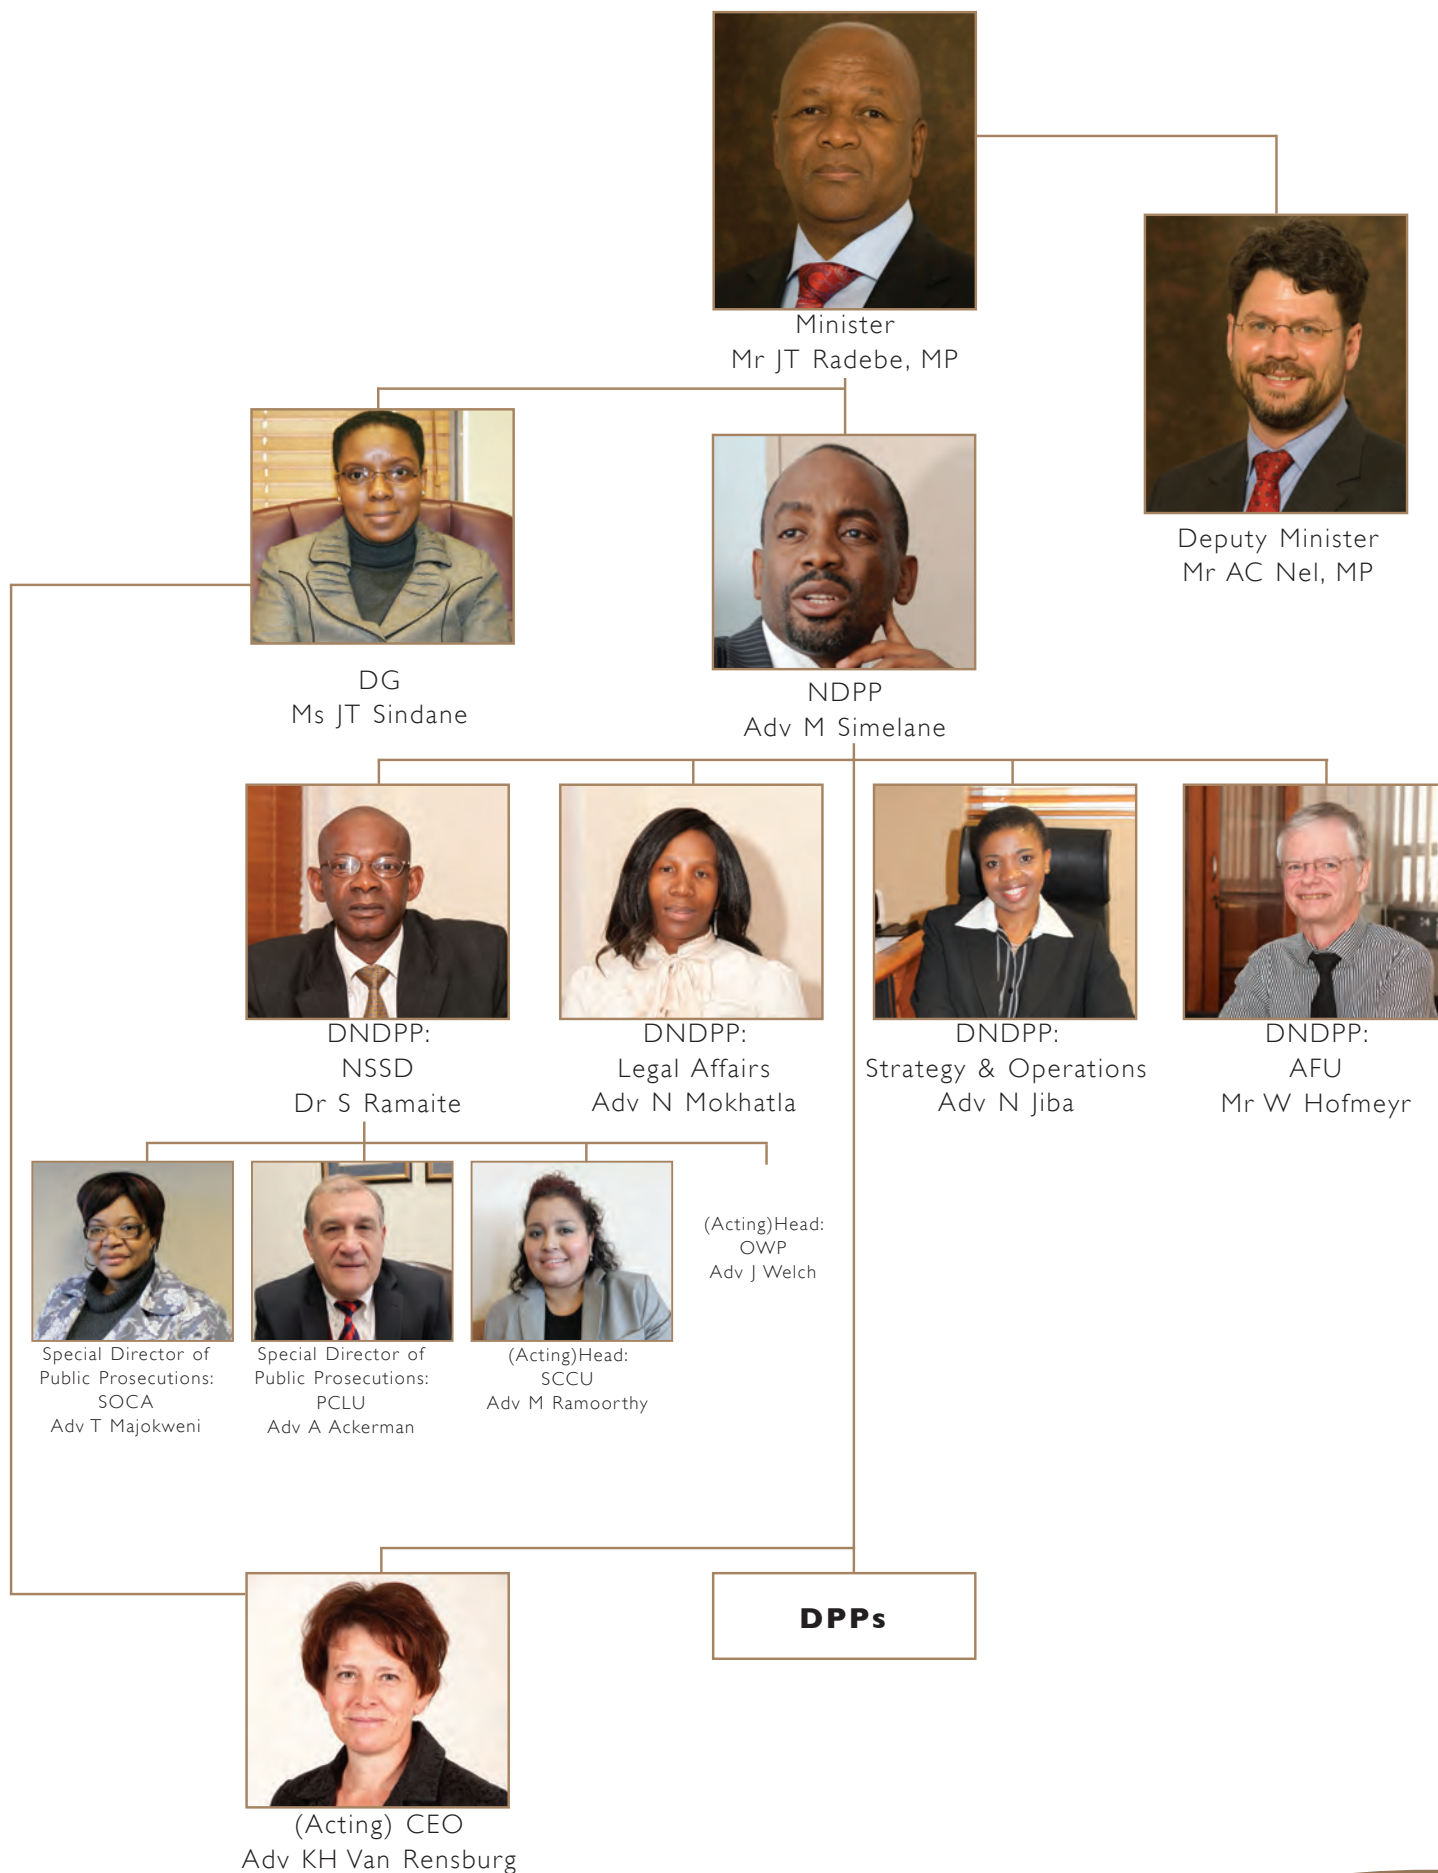 Minister
Mr JT Radebe, MP
Deputy Minister
Mr AC Nel, MP
DG
Ms JT Sindane
NDPP
Adv M Simelane
DNDPP:
NSSD
Dr S Ramaite
DNDPP:
Legal Affairs
Adv N Mokhatla
DNDPP:
Strategy & Operations
Adv N Jiba
DNDPP:
AFU
Mr W Hofmeyr
Special Director of
Public Prosecutions:
SOCA
Adv T Majokweni
Special Director of
Public Prosecutions:
PCLU
Adv A Ackerman
(Acting)Head:
SCCU
Adv M Ramoorthy
(Acting)Head:
OWP
Adv J Welch
(Acting) CEO
Adv KH Van Rensburg
DPPs